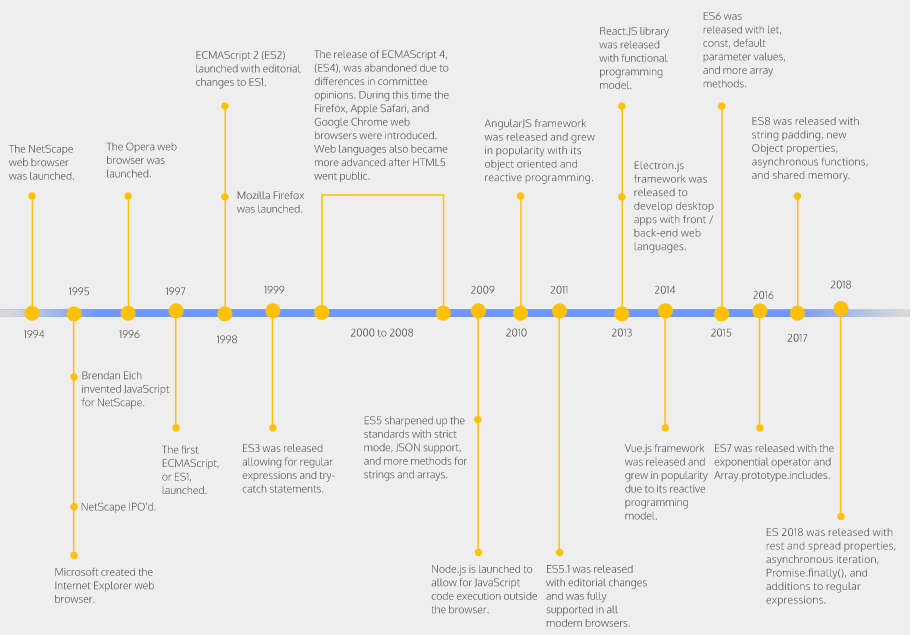 The NetScape
web browser
was launched.
1994
1995
Brendan Eich
invented JavaScript
for NetScape.
NetScape IPO'd.
Microsoft created the
Internet Explorer web
browser.
The Opera web
browser was
launched.
1996
1997
The first
ECMAScript,
or ES1,
launched.
ECMAScript 2 (ES2)
launched with editorial
changes to ES1.
Mozilla Firefox
was launched.
1998
1999
ES3 was released
allowing for regular
expressions and try-
catch statements.
The release of ECMAScript 4,
(ES4), was abandoned due to
differences in committee
opinions. During this time the
Firefox, Apple Safari, and
Google Chrome web
browsers were introduced.
Web languages also became
more advanced after HTML5
went public.
2000 to 2008
2009
ES5 sharpened up the
standards with strict
mode, JSON support,
and more methods for
strings and arrays.
Node.js is launched to
allow for JavaScript
code execution outside
the browser.
AngularJS framework
was released and grew
in popularity with its
object oriented and
reactive programming.
2010
2011
ES5.1 was released
with editorial changes
and was fully
supported in all
modern browsers.
React.JS library
was released
with functional
programming
model.
Electron.js
framework was
released to
develop desktop
apps with front /
back-end web
languages.
2013
2014
Vue.js framework
was released and
grew in popularity
due to its reactive
programming
model.
ES6 was
released with let,
const, default
parameter values,
and more array
methods.
2015
2016
ES7 was released with the
exponential operator and
Array.prototype.includes.
ES8 was released with
string padding, new
Object properties,
asynchronous functions,
and shared memory.
2017
2018
ES 2018 was released with
rest and spread properties,
asynchronous iteration,
Promise.finally(), and
additions to regular
expressions.